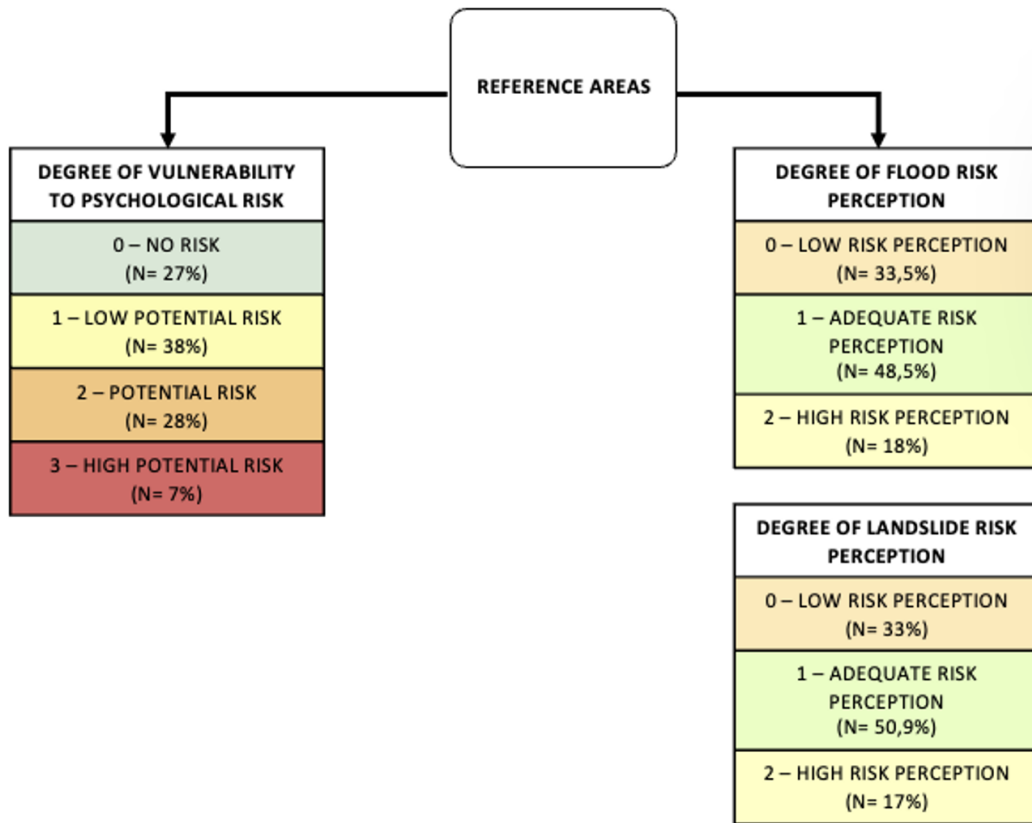 REFERENCE AREAS
DEGREE OF VULNERABILITY
TO PSYCHOLOGICAL RISK
0 – NO RISK
(N= 27%)
1 – LOW POTENTIAL RISK
(N= 38%)
2 – POTENTIAL RISK
(N= 28%)
3 – HIGH POTENTIAL RISK
(N= 7%)
DEGREE OF FLOOD RISK
PERCEPTION
0 – LOW RISK PERCEPTION
(N= 33,5%)
1 – ADEQUATE RISK
PERCEPTION
(N= 48,5%)
2 – HIGH RISK PERCEPTION
(N= 18%)
DEGREE OF LANDSLIDE RISK
PERCEPTION
0 – LOW RISK PERCEPTION
(N= 33%)
1 – ADEQUATE RISK
PERCEPTION
(N= 50,9%)
2 – HIGH RISK PERCEPTION
(N= 17%)